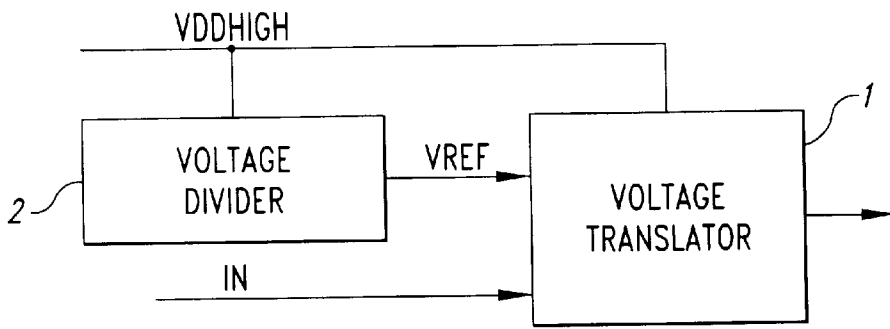 VDDHIGH
1
VOLTAGE
DIVIDER
2
VREF
VOLTAGE
TRANSLATOR
IN